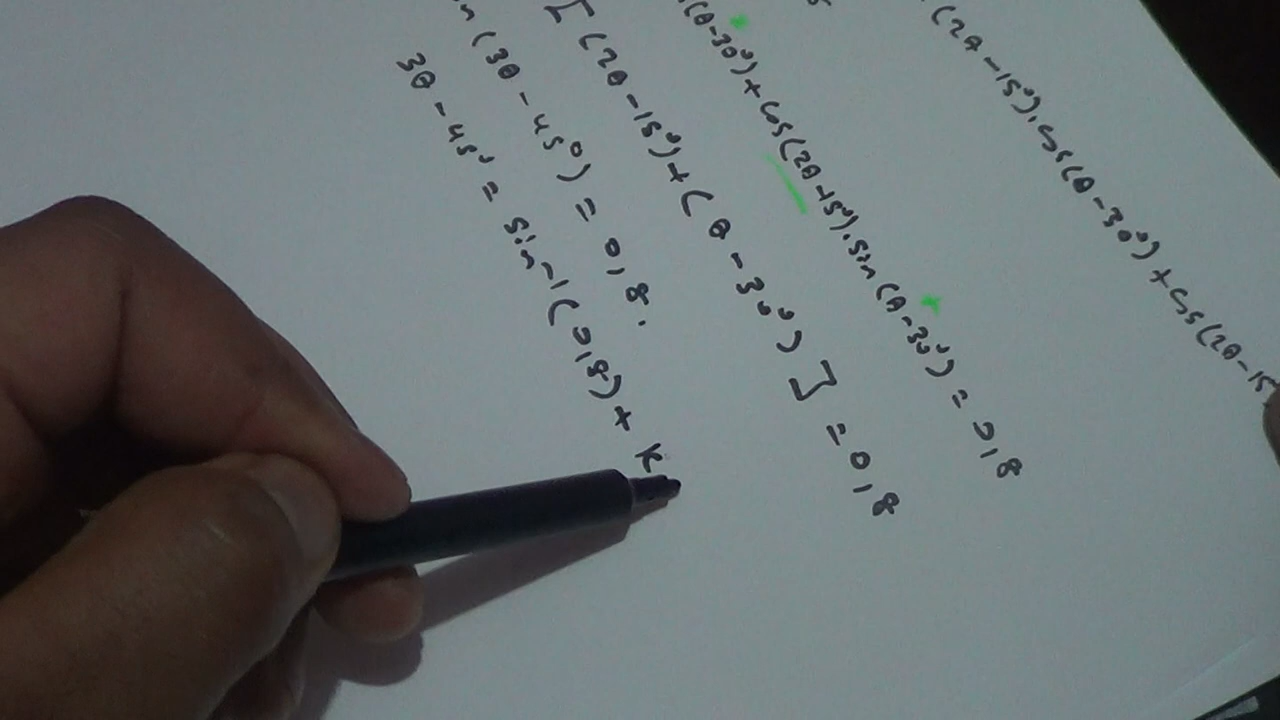 (2θ-15°).cos(θ-30°)+cos(2θ-15
(θ-30°)+cos(2θ+15°).sin(θ-30°)=0,8
[(2θ-15°)+(θ-30°)]=0,8
n(3θ-45°)=0,8.
3θ-45°=sin-1(0,8)+k